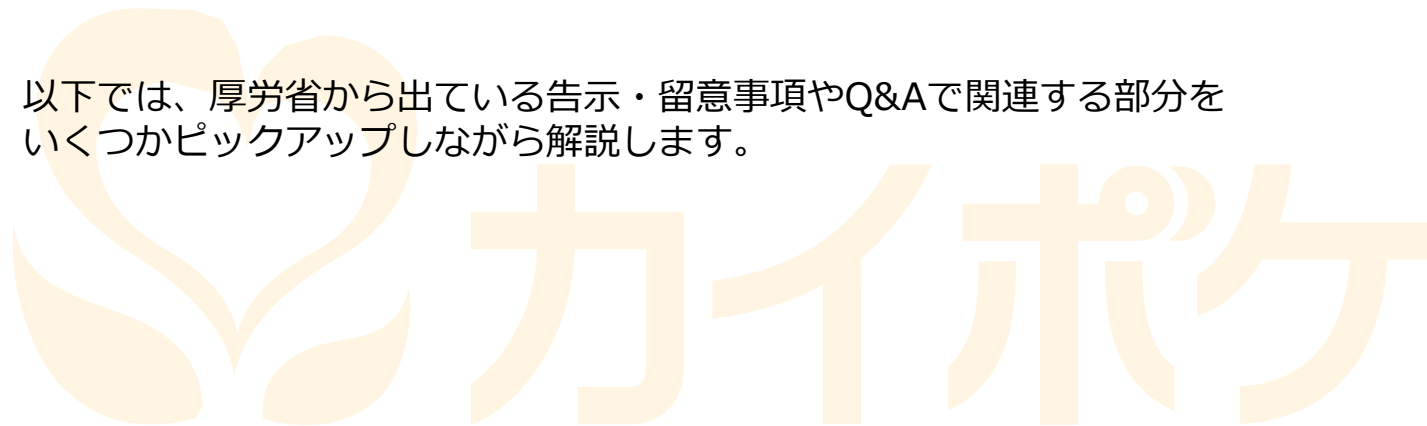 以下では、厚労省から出ている告示・留意事項やQ&Aで関連する部分を
いくつかピックアップしながら解説します。
カイポケ